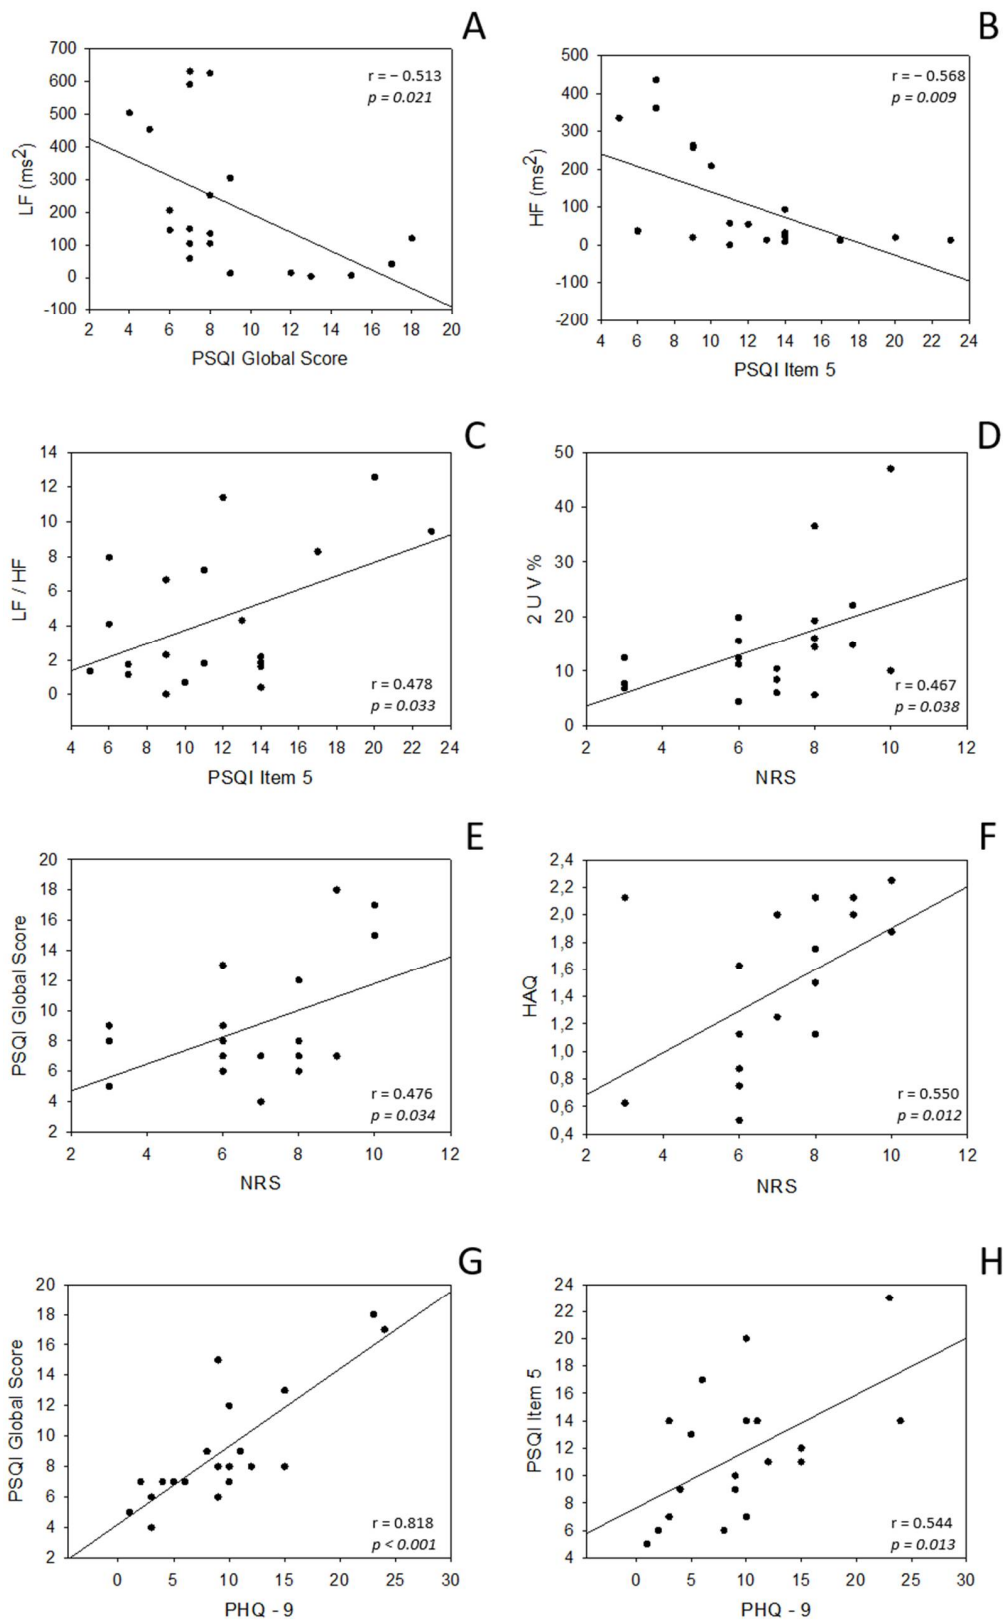 A
B
700
600
500
400
300
200
100
0
-100
LF (ms²)
r = – 0.513
p = 0.021
2 4 6 8 10 12 14 16 18 20
PSQI Global Score
500
400
300
200
100
0
-100
-200
HF (ms²)
r = – 0.568
p = 0.009
4 6 8 10 12 14 16 18 20 22 24
PSQI Item 5
C
D
14
12
10
8
6
4
2
0
LF / HF
r = 0.478
p = 0.033
4 6 8 10 12 14 16 18 20 22 24
PSQI Item 5
50
40
30
20
10
0
2 U V %
r = 0.467
p = 0.038
2 4 6 8 10 12
NRS
E
F
20
18
16
14
12
10
8
6
4
2
PSQI Global Score
r = 0.476
p = 0.034
2 4 6 8 10 12
NRS
2,4
2,2
2,0
1,8
1,6
1,4
1,2
1,0
0,8
0,6
0,4
HAQ
r = 0.550
p = 0.012
2 4 6 8 10 12
NRS
G
H
20
18
16
14
12
10
8
6
4
2
PSQI Global Score
r = 0.818
p < 0.001
0 5 10 15 20 25 30
PHQ - 9
24
22
20
18
16
14
12
10
8
6
4
PSQI Item 5
r = 0.544
p = 0.013
0 5 10 15 20 25 30
PHQ - 9